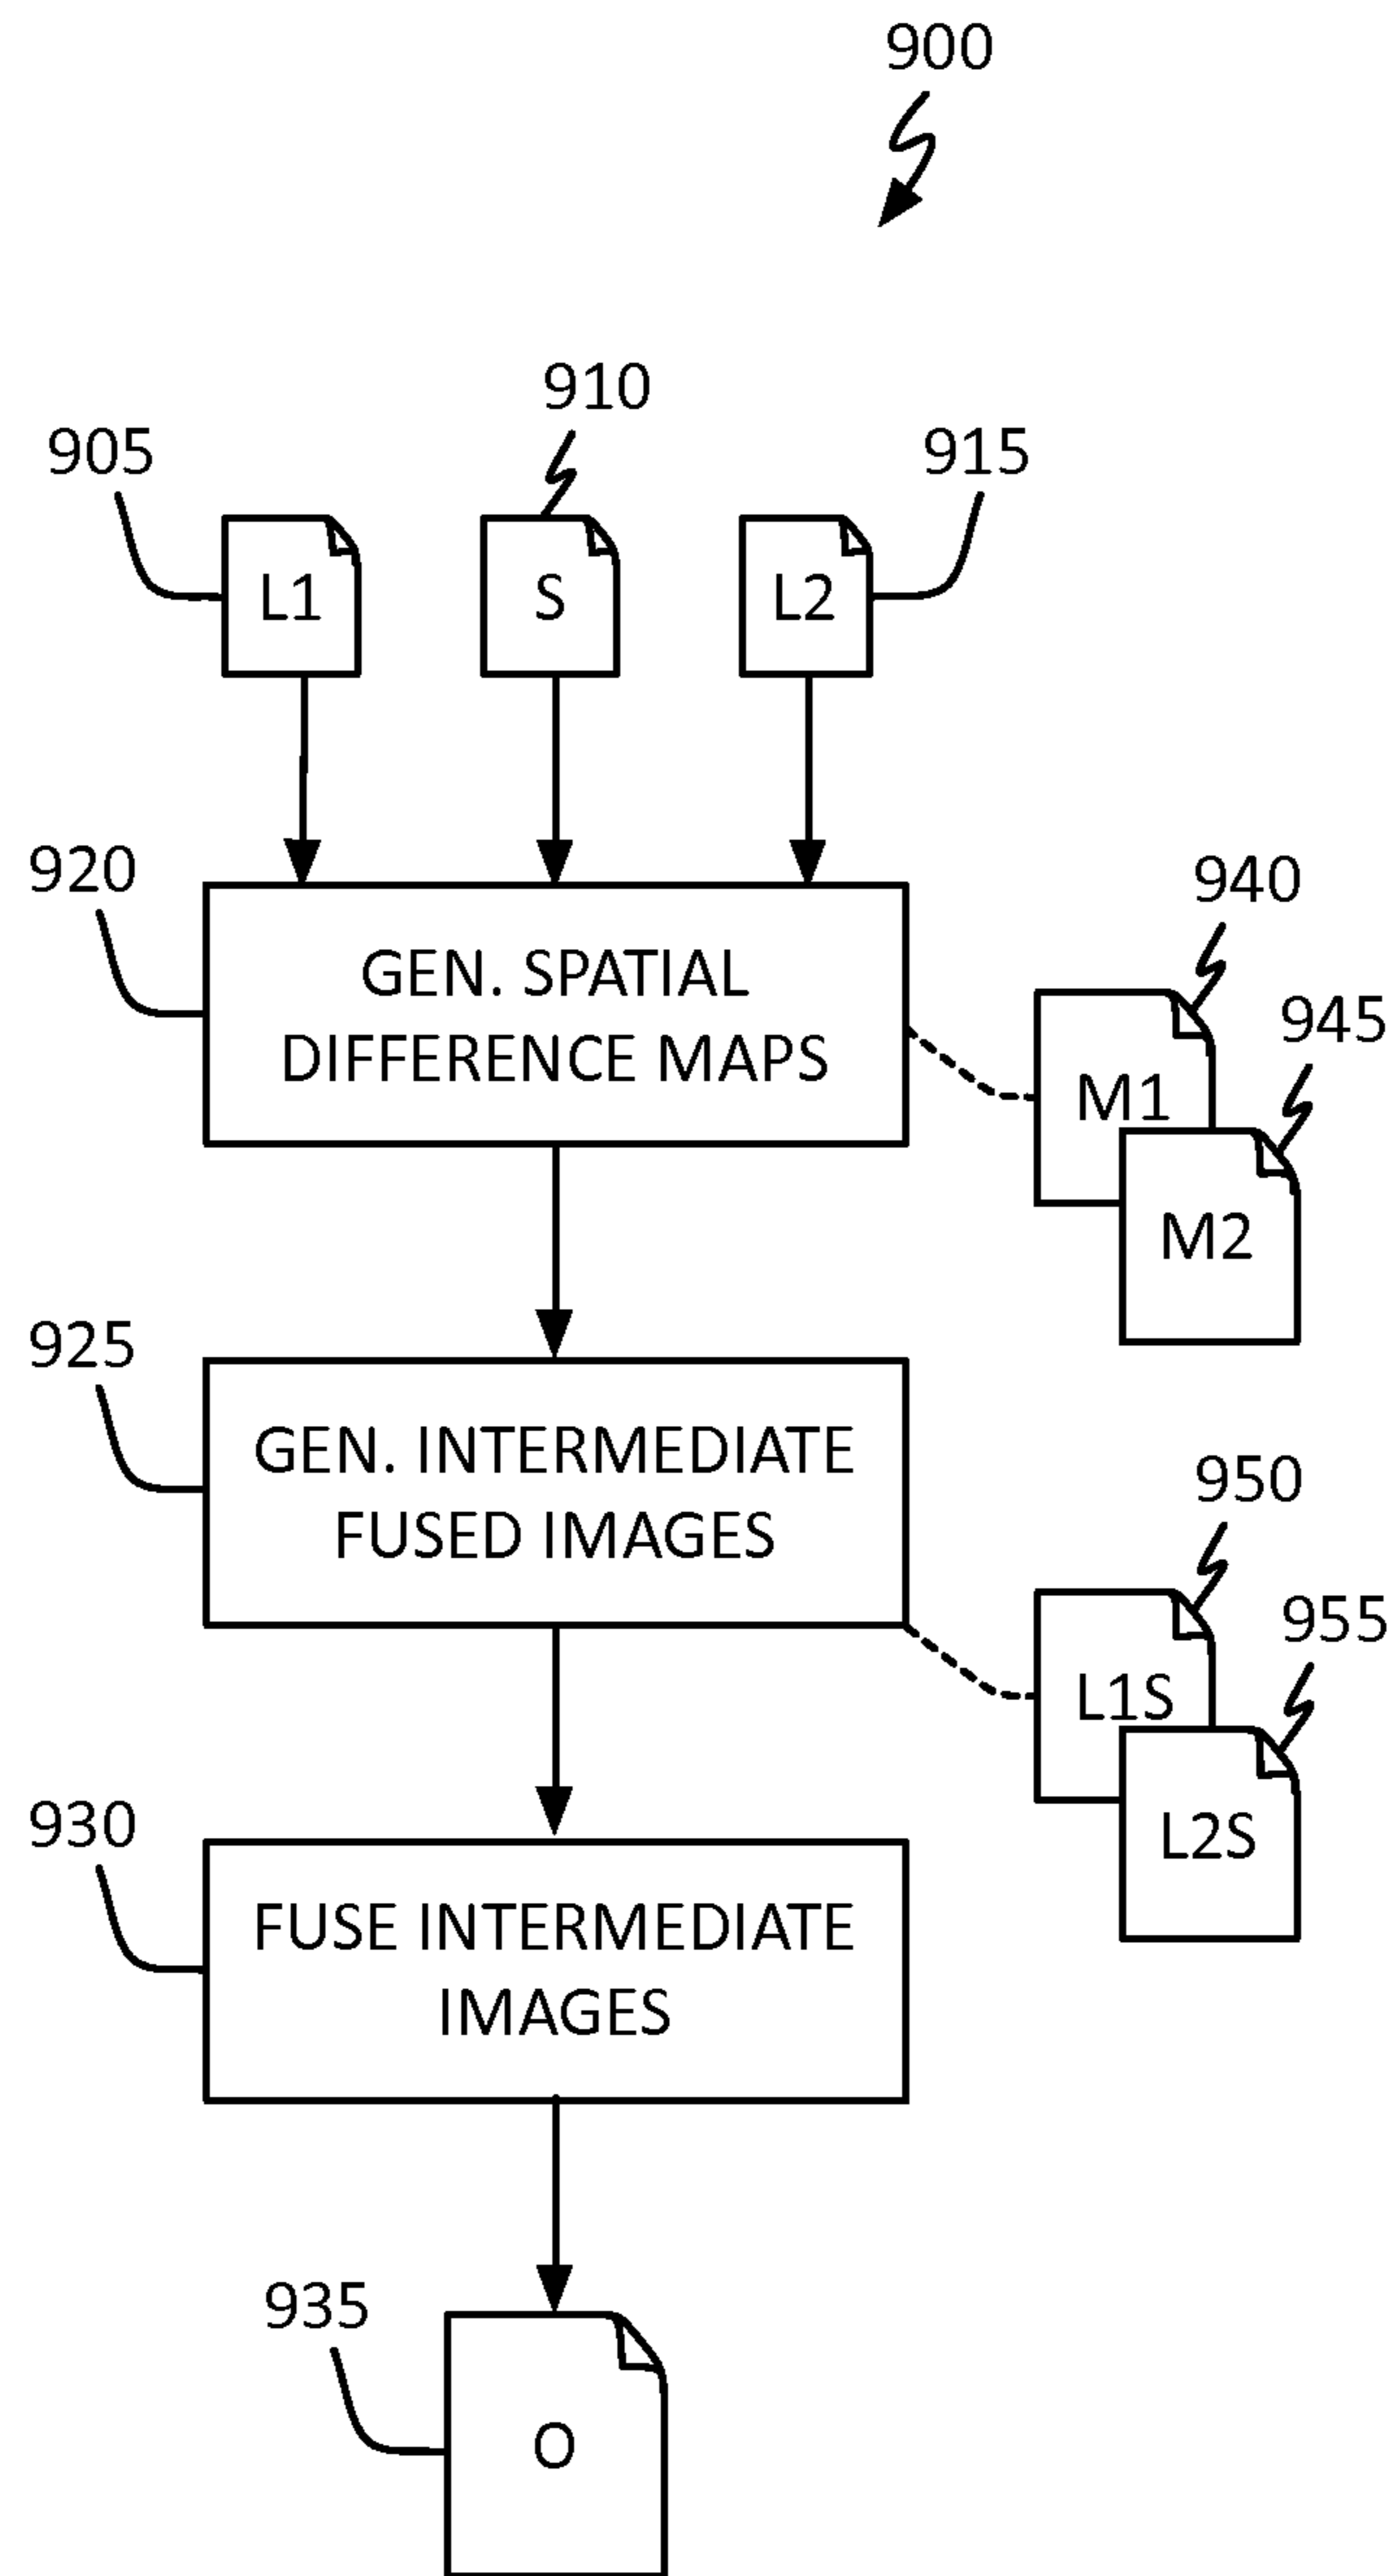 900
910
905
915
L1
S
L2
920
GEN. SPATIAL
DIFFERENCE MAPS
940
945
M1
M2
925
GEN. INTERMEDIATE
FUSED IMAGES
950
955
L1S
L2S
930
FUSE INTERMEDIATE
IMAGES
935
O